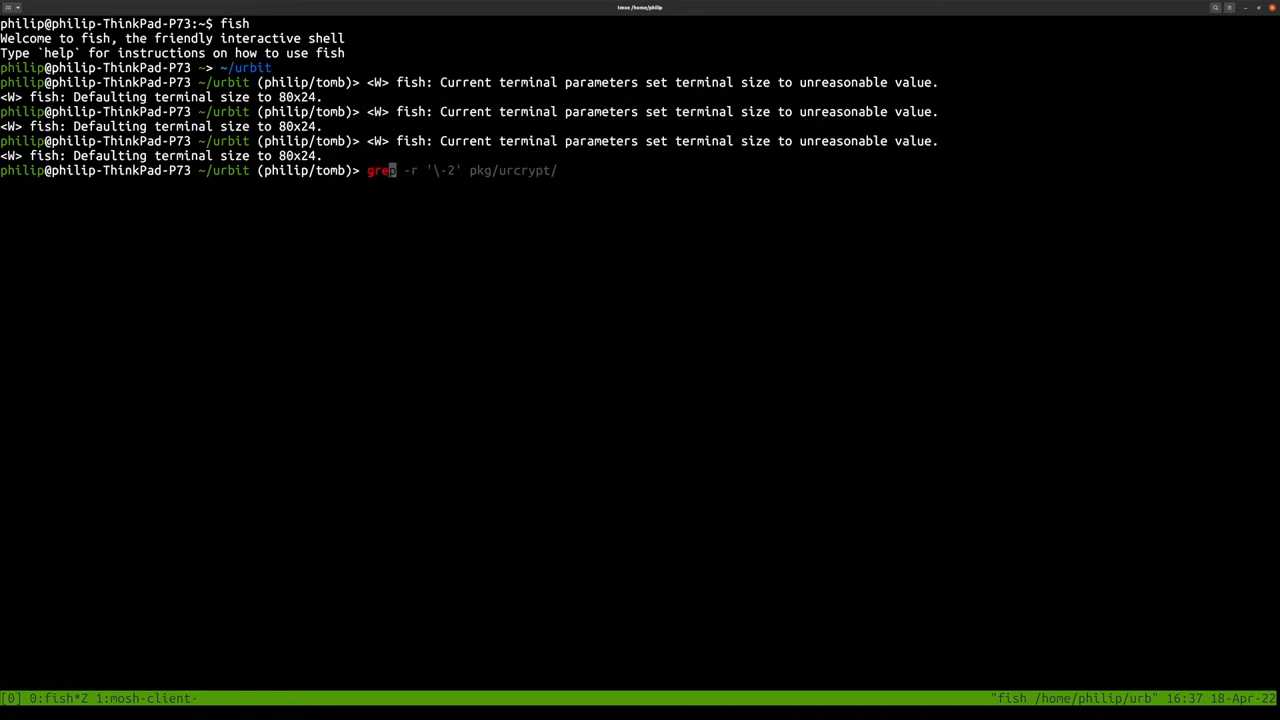 tmux /home/philip
philip@philip-ThinkPad-P73:~$ fish
Welcome to fish, the friendly interactive shell
Type `help` for instructions on how to use fish
philip@philip-ThinkPad-P73 ~> ~/urbit
philip@philip-ThinkPad-P73 ~/urbit (philip/tomb)> <W> fish: Current terminal parameters set terminal size to unreasonable value.
<W> fish: Defaulting terminal size to 80x24.
philip@philip-ThinkPad-P73 ~/urbit (philip/tomb)> <W> fish: Current terminal parameters set terminal size to unreasonable value.
<W> fish: Defaulting terminal size to 80x24.
philip@philip-ThinkPad-P73 ~/urbit (philip/tomb)> <W> fish: Current terminal parameters set terminal size to unreasonable value.
<W> fish: Defaulting terminal size to 80x24.
philip@philip-ThinkPad-P73 ~/urbit (philip/tomb)> grep -r '\-2' pkg/urcrypt/
[0] 0:fish*Z 1:mosh-client- "fish /home/philip/urb" 16:37 18-Apr-22